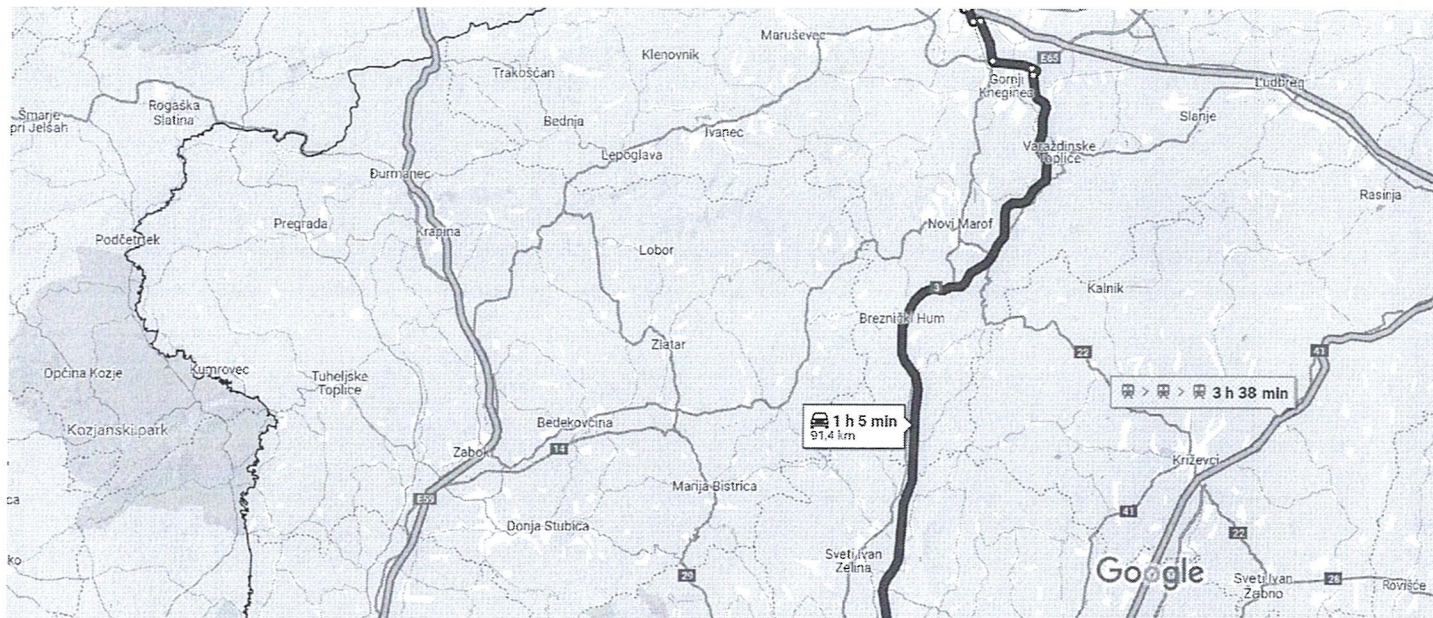 Maruševec
Klenovnik
E65
Trakošćan
Gornji
Kneginec
Ludbreg
Rogaška
Slatina
Šmarje
pri Jelšah
Bednja
Slanje
Ivanec
Varaždinske
Toplice
Lepoglava
Đurmanec
Rasinja
Pregrada
Novi Marof
Krapina
Podčetrtek
Lobor
Kalnik
3
Breznički Hum
Zlatar
22
41
Općina Kozje
Kumrovec
Tuheljske
Toplice
> > 3 h 38 min
1 h 5 min
91,4 km
Bedekovčina
Kozjanski park
Zabok
14
Križevci
Marija Bistrica
E59
ca
41
Donja Stubica
22
Sveti Ivan
Zelina
ko
Google
29
Sveti Ivan
Žabno
26
Rovišće